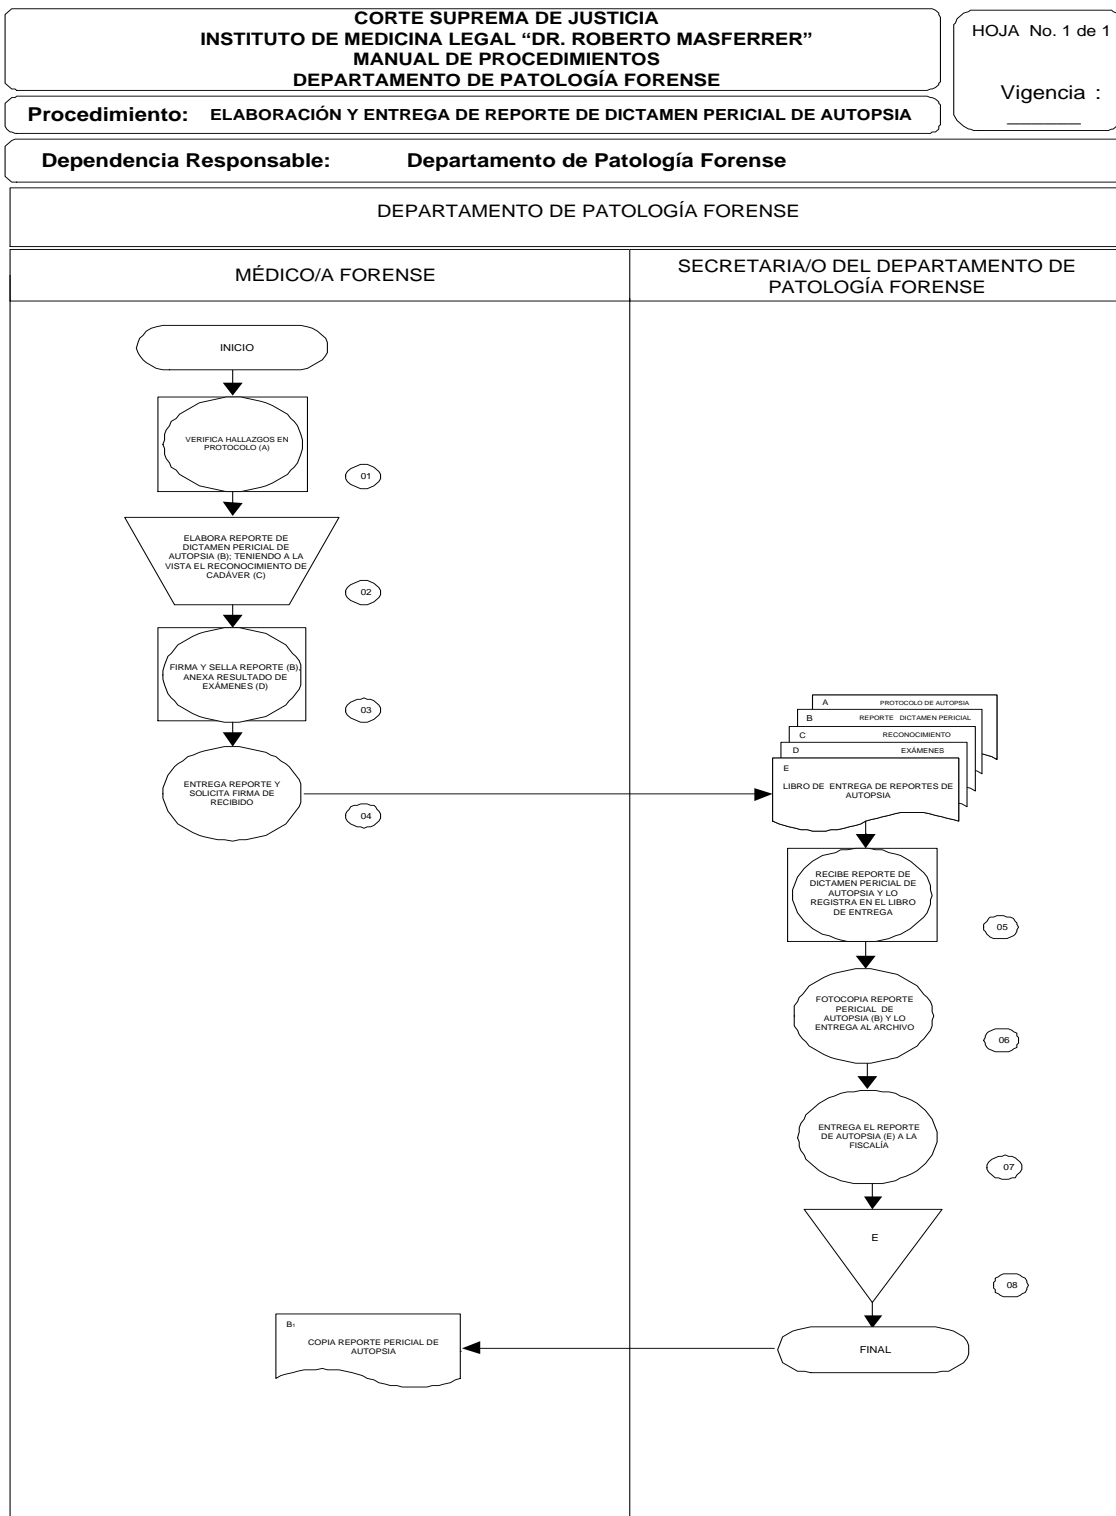 CORTE SUPREMA DE JUSTICIA
INSTITUTO DE MEDICINA LEGAL “DR. ROBERTO MASFERRER”
MANUAL DE PROCEDIMIENTOS
DEPARTAMENTO DE PATOLOGÍA FORENSE
HOJA No. 1 de 1
Vigencia :
________
Procedimiento: ELABORACIÓN Y ENTREGA DE REPORTE DE DICTAMEN PERICIAL DE AUTOPSIA
Dependencia Responsable: Departamento de Patología Forense
DEPARTAMENTO DE PATOLOGÍA FORENSE
MÉDICO/A FORENSE
SECRETARIA/O DEL DEPARTAMENTO DE
PATOLOGÍA FORENSE
INICIO
VERIFICA HALLAZGOS EN
PROTOCOLO (A)
01
ELABORA REPORTE DE
DICTAMEN PERICIAL DE
AUTOPSIA (B); TENIENDO A LA
VISTA EL RECONOCIMIENTO DE
CADÁVER (C)
02
FIRMA Y SELLA REPORTE (B),
ANEXA RESULTADO DE
EXÁMENES (D)
03
ENTREGA REPORTE Y
SOLICITA FIRMA DE
RECIBIDO
04
A PROTOCOLO DE AUTOPSIA
B REPORTE DICTAMEN PERICIAL
C RECONOCIMIENTO
D EXÁMENES
E
LIBRO DE ENTREGA DE REPORTES DE
AUTOPSIA
RECIBE REPORTE DE
DICTAMEN PERICIAL DE
AUTOPSIA Y LO
REGISTRA EN EL LIBRO
DE ENTREGA
05
FOTOCOPIA REPORTE
PERICIAL DE
AUTOPSIA (B) Y LO
ENTREGA AL ARCHIVO
06
ENTREGA EL REPORTE
DE AUTOPSIA (E) A LA
FISCALÍA
07
E
08
FINAL
B1
COPIA REPORTE PERICIAL DE
AUTOPSIA